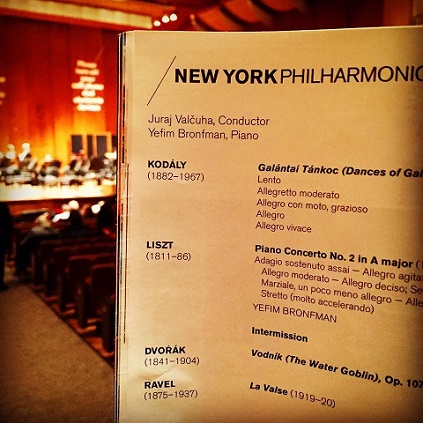 NEW YORK PHILHARMONIC
Juraj Valčuha, Conductor
Yefim Bronfman, Piano
KODÁLY Galántai Táncok (Dances of
(1882–1967) Lento
Allegretto moderato
Allegro con moto, grazioso
Allegro
Allegro vivace
LISZT Piano Concerto No. 2 in A major
(1811–86) Adagio sostenuto assai — Allegro
Allegro moderato — Allegro deciso;
Marziale, un poco meno allegro —
Stretto (molto accelerando)
YEFIM BRONFMAN
Intermission
DVOŘÁK Vodník (The Water Goblin), Op. 107
(1841–1904)
RAVEL La Valse (1919–20)
(1875–1937)